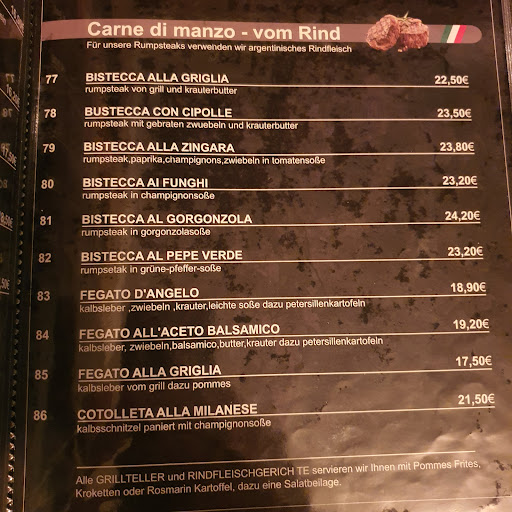 Carne di manzo - vom Rind
Für unsere Rumpsteaks verwenden wir argentinisches Rindfleisch
77 BISTECCA ALLA GRIGLIA 22,50€
rumpsteak von grill und krauterbutter
78 BUSTECCA CON CIPOLLE 23,50€
rumpsteak mit gebraten zwuebeln und krauterbutter
79 BISTECCA ALLA ZINGARA 23,80€
rumpsteak,paprika,champignons,zwiebeln in tomatensoße
80 BISTECCA AI FUNGHI 23,20€
rumpsteak in champignonsoße
81 BISTECCA AL GORGONZOLA 24,20€
rumpsteak in gorgonzolasoße
82 BISTECCA AL PEPE VERDE 23,20€
rumpsetak in grüne-pfeffer-soße
83 FEGATO D'ANGELO 18,90€
kalbsleber ,zwiebeln ,krauter,leichte soße dazu petersillenkartofeln
84 FEGATO ALL'ACETO BALSAMICO 19,20€
kalbsleber, zwiebeln,balsamico,butter,krauter dazu petersillenkartofeln
85 FEGATO ALLA GRIGLIA 17,50€
kalbsleber vom grill dazu pommes
86 COTOLLETA ALLA MILANESE 21,50€
kalbsschnitzel paniert mit champignonsoße
Alle GRILLTELLER und RINDFLEISCHGERICH TE servieren wir Ihnen mit Pommes Frites,
Kroketten oder Rosmarin Kartoffel, dazu eine Salatbeilage.